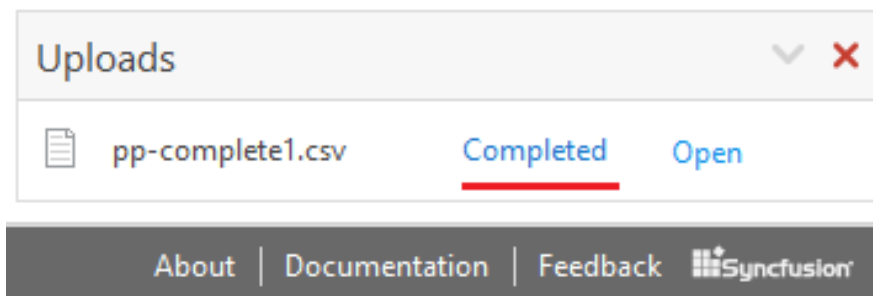 Uploads
pp-complete1.csv Completed Open
About | Documentation | Feedback Syncfusion